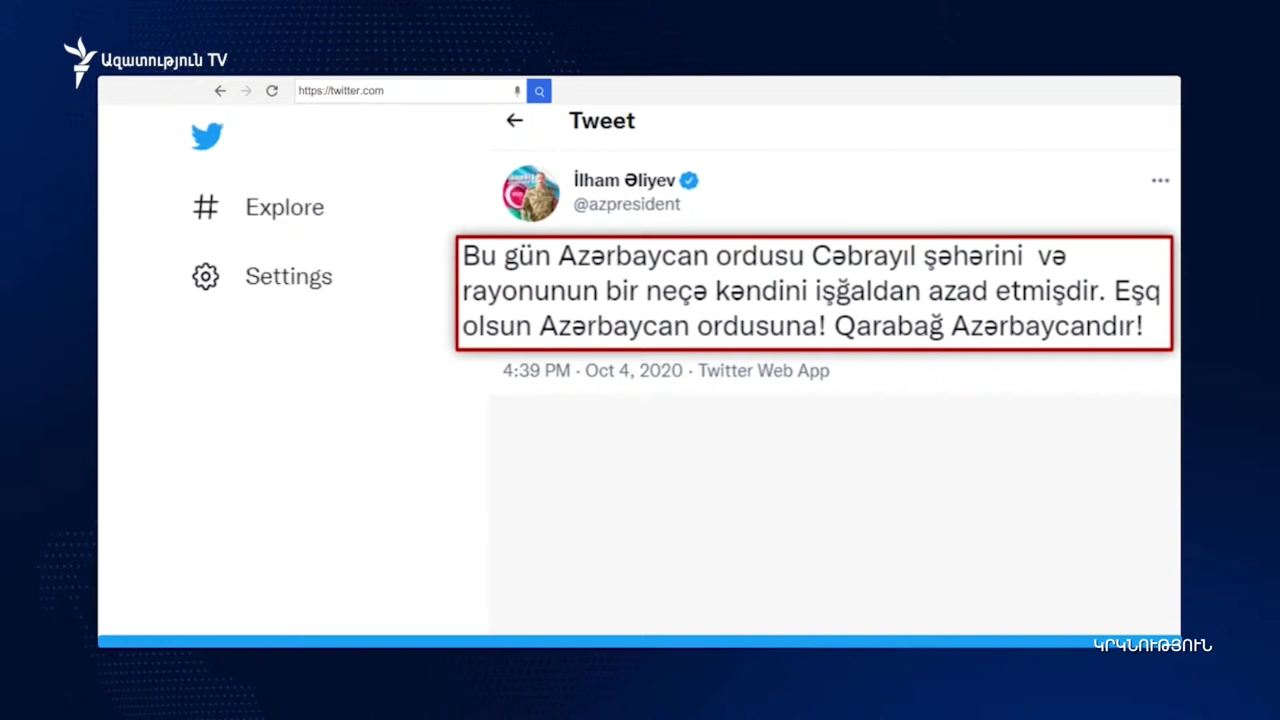 Ազատություն TV
https://twitter.com
Tweet
İlham Əliyev
@azpresident
Explore
Settings
Bu gün Azərbaycan ordusu Cəbrayıl şəhərini və
rayonunun bir neçə kəndini işğaldan azad etmişdir. Eşq
olsun Azərbaycan ordusuna! Qarabağ Azərbaycandır!
4:39 PM · Oct 4, 2020 · Twitter Web App
ԿՐԿՆՈՒԹՅՈՒՆ